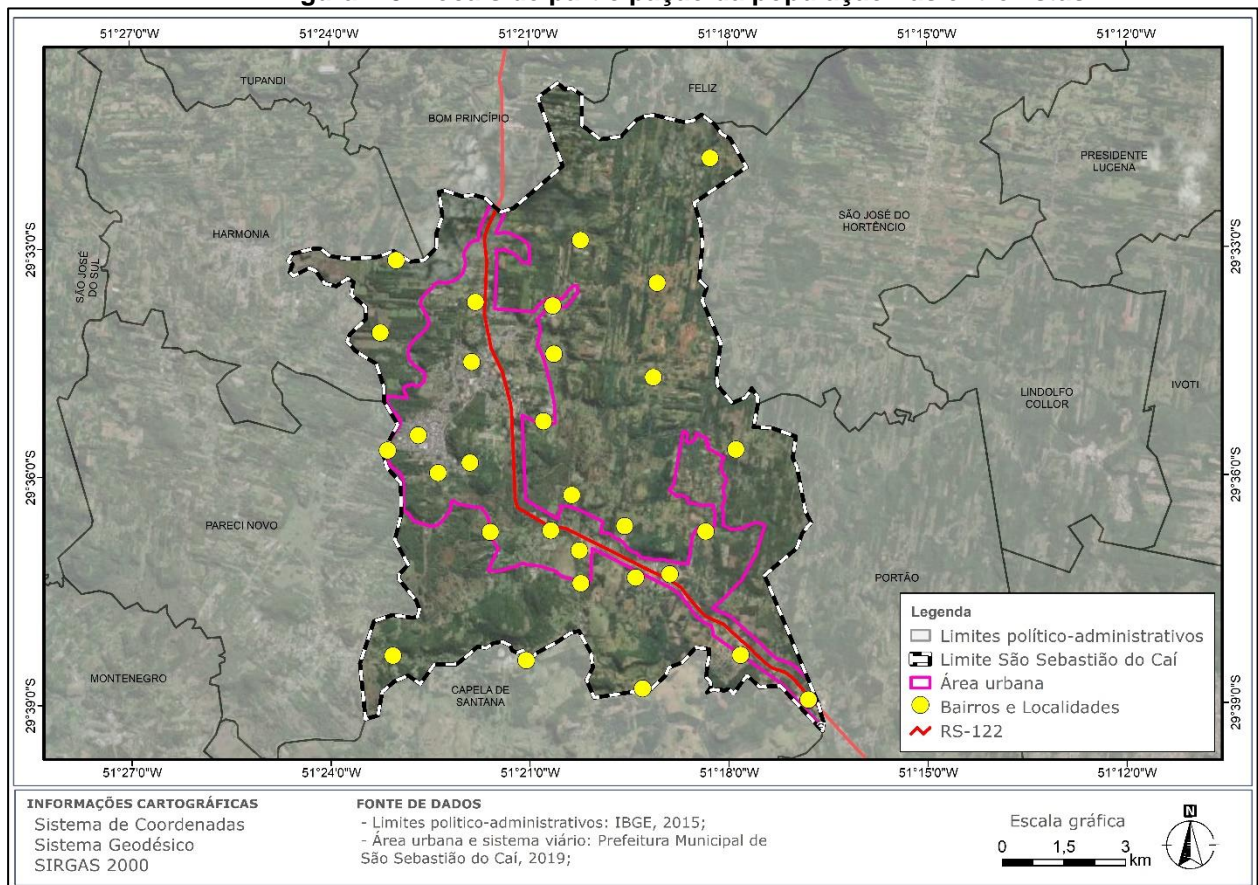 51°27'0"W 51°24'0"W 51°21'0"W 51°18'0"W 51°15'0"W 51°12'0"W
TUPANDI
FELIZ
BOM PRINCÍPIO
PRESIDENTE
LUCENA
SÃO JOSÉ DO
HORTÊNCIO
HARMONIA
SÃO JOSÉ
DO SUL
29°33'0"S
29°33'0"S
LINDOLFO
COLLOR
IVOTI
29°36'0"S
29°36'0"S
PARECI NOVO
PORTÃO
MONTENEGRO
CAPELA DE
SANTANA
29°39'0"S
29°39'0"S
Legenda
Limites político-administrativos
Limite São Sebastião do Caí
Área urbana
Bairros e Localidades
RS-122
51°27'0"W 51°24'0"W 51°21'0"W 51°18'0"W 51°15'0"W 51°12'0"W
INFORMAÇÕES CARTOGRÁFICAS
Sistema de Coordenadas
Sistema Geodésico
SIRGAS 2000
FONTE DE DADOS
- Limites politico-administrativos: IBGE, 2015;
- Área urbana e sistema viário: Prefeitura Municipal de
São Sebastião do Caí, 2019;
Escala gráfica
0 1,5 3
km
N